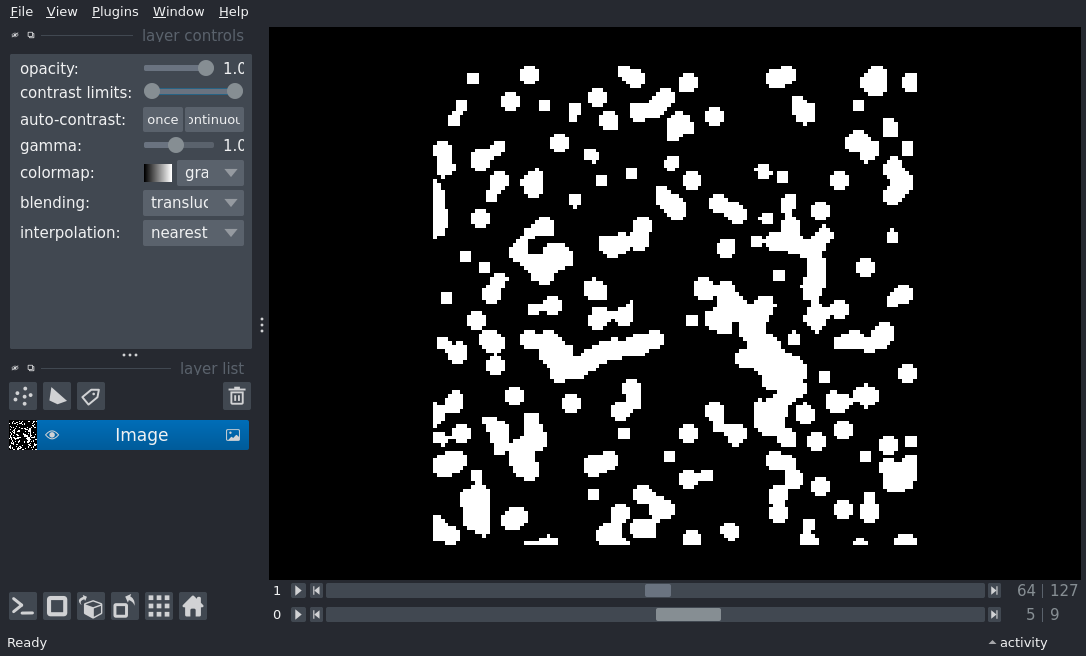 File View Plugins Window Help
layer controls
opacity: 1.0
contrast limits:
auto-contrast: once ontinuou
gamma: 1.0
colormap: gra
blending: transluc
interpolation: nearest
layer list
Image
1 64 | 127
0 5 | 9
Ready activity